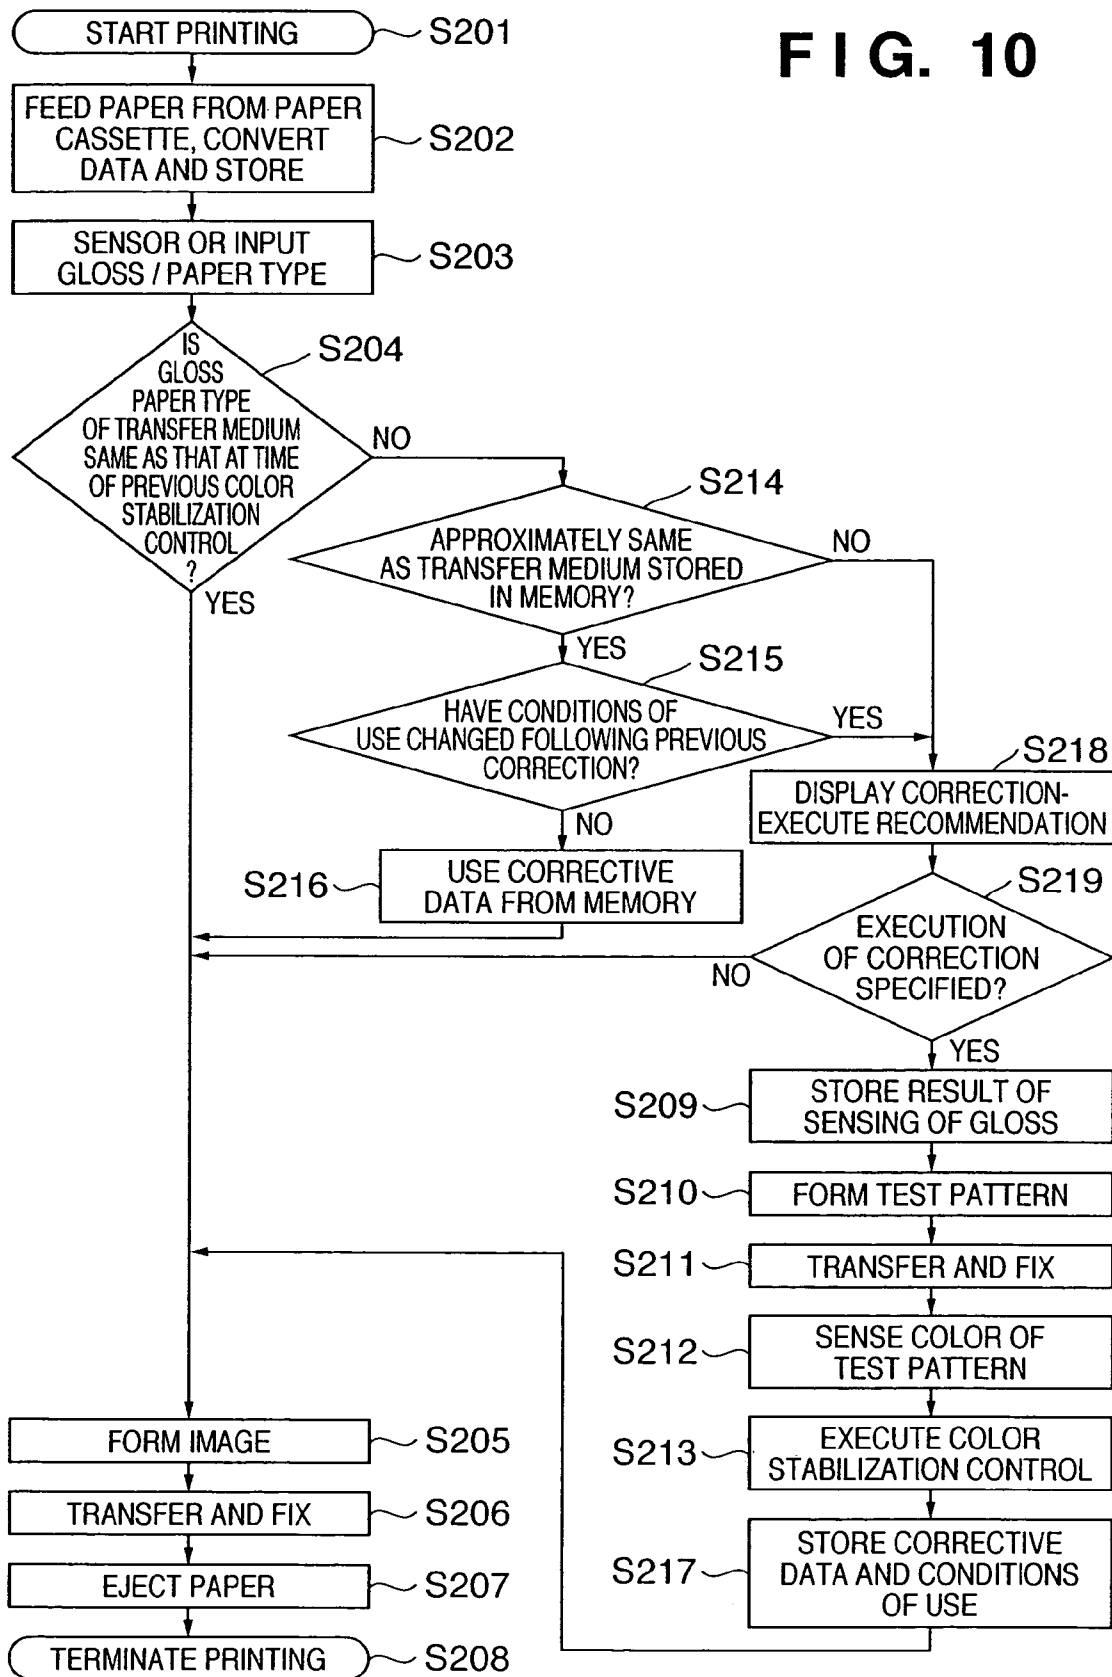 FIG. 10
START PRINTING
S201
FEED PAPER FROM PAPER
CASSETTE, CONVERT
DATA AND STORE
S202
SENSOR OR INPUT
GLOSS / PAPER TYPE
S203
IS
GLOSS
PAPER TYPE
OF TRANSFER MEDIUM
SAME AS THAT AT TIME
OF PREVIOUS COLOR
STABILIZATION
CONTROL
?
S204
NO
YES
S214
APPROXIMATELY SAME
AS TRANSFER MEDIUM STORED
IN MEMORY?
NO
YES
S215
HAVE CONDITIONS OF
USE CHANGED FOLLOWING PREVIOUS
CORRECTION?
YES
NO
S216
USE CORRECTIVE
DATA FROM MEMORY
S218
DISPLAY CORRECTION-
EXECUTE RECOMMENDATION
S219
EXECUTION
OF CORRECTION
SPECIFIED?
NO
YES
S209
STORE RESULT OF
SENSING OF GLOSS
S210
FORM TEST PATTERN
S211
TRANSFER AND FIX
S212
SENSE COLOR OF
TEST PATTERN
S213
EXECUTE COLOR
STABILIZATION CONTROL
S217
STORE CORRECTIVE
DATA AND CONDITIONS
OF USE
FORM IMAGE
S205
TRANSFER AND FIX
S206
EJECT PAPER
S207
TERMINATE PRINTING
S208